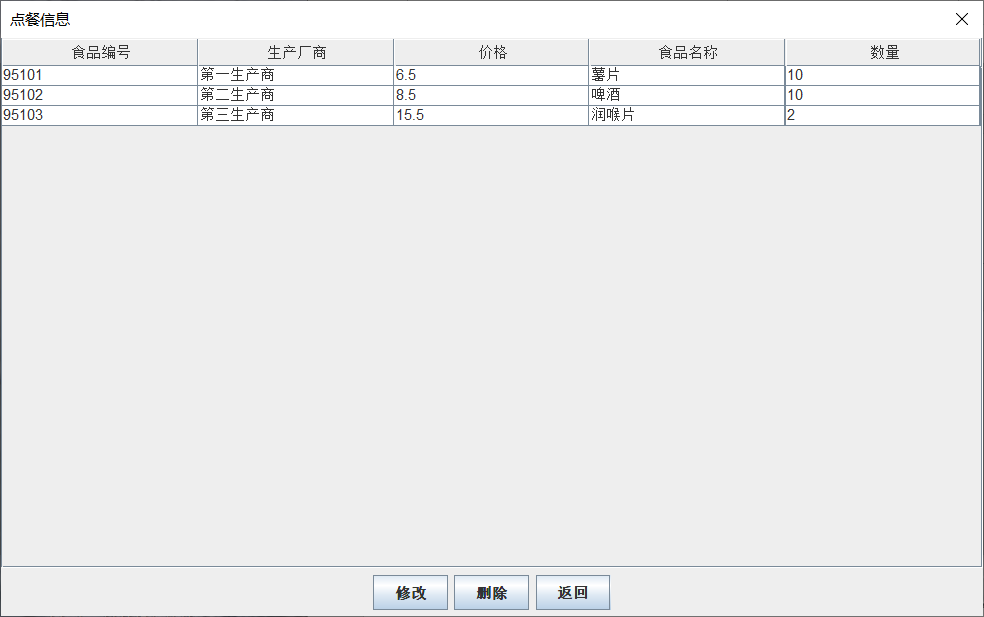 点餐信息
食品编号 生产厂商 价格 食品名称 数量
95101 第一生产商 6.5 薯片 10
95102 第二生产商 8.5 啤酒 10
95103 第三生产商 15.5 润喉片 2
修改 删除 返回